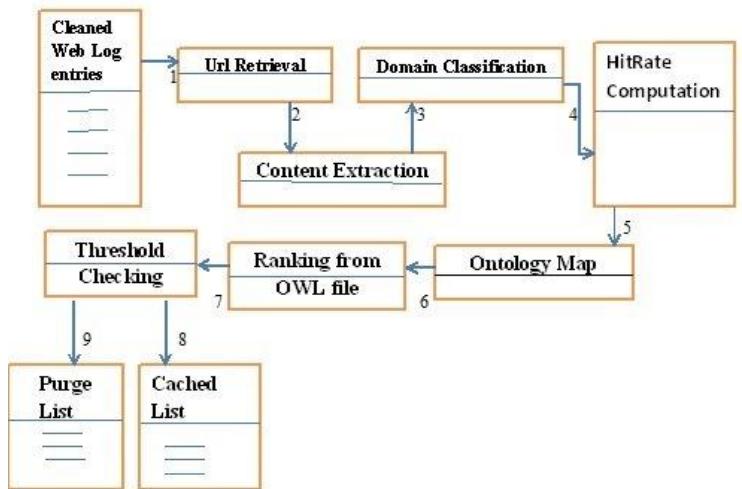 Cleaned
Web Log
entries
1
Url Retrieval
2
Content Extraction
3
Domain Classification
4
HitRate
Computation
5
Ontology Map
6
Ranking from
OWL file
7
Threshold
Checking
9
8
Purge
List
Cached
List